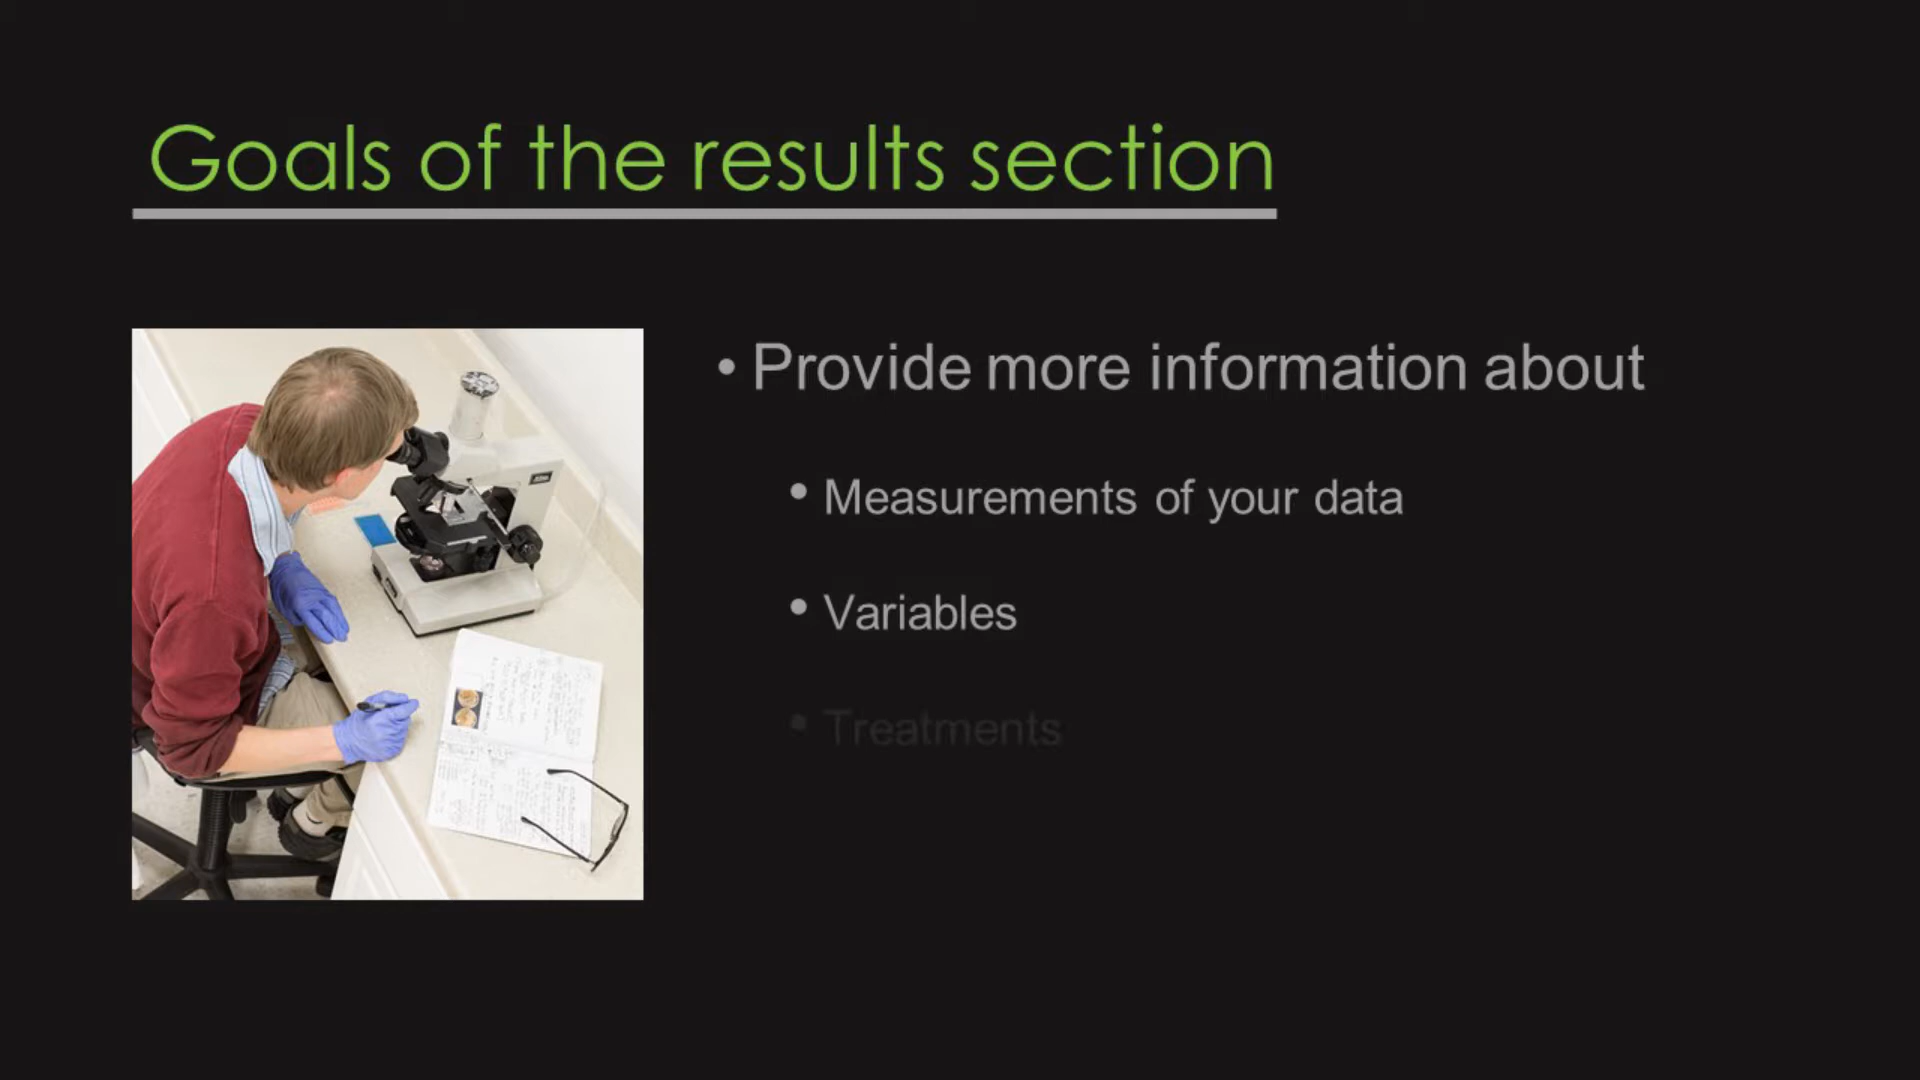 Goals of the results section
• Provide more information about
• Measurements of your data
• Variables
• Treatments